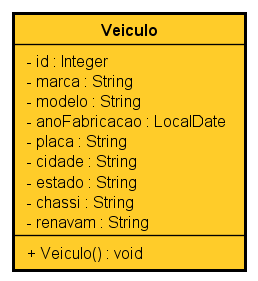 Veiculo
- id : Integer
- marca : String
- modelo : String
- anoFabricacao : LocalDate
- placa : String
- cidade : String
- estado : String
- chassi : String
- renavam : String
+ Veiculo() : void